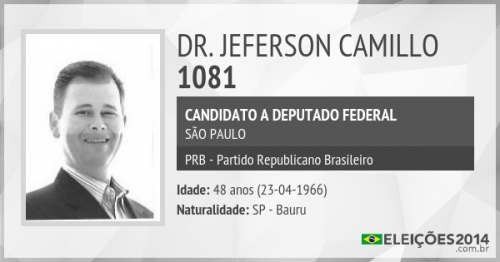 DR. JEFERSON CAMILLO
1081
CANDIDATO A DEPUTADO FEDERAL
SÃO PAULO
PRB - Partido Republicano Brasileiro
Idade: 48 anos (23-04-1966)
Naturalidade: SP - Bauru
ELEIÇÕES2014
.com.br